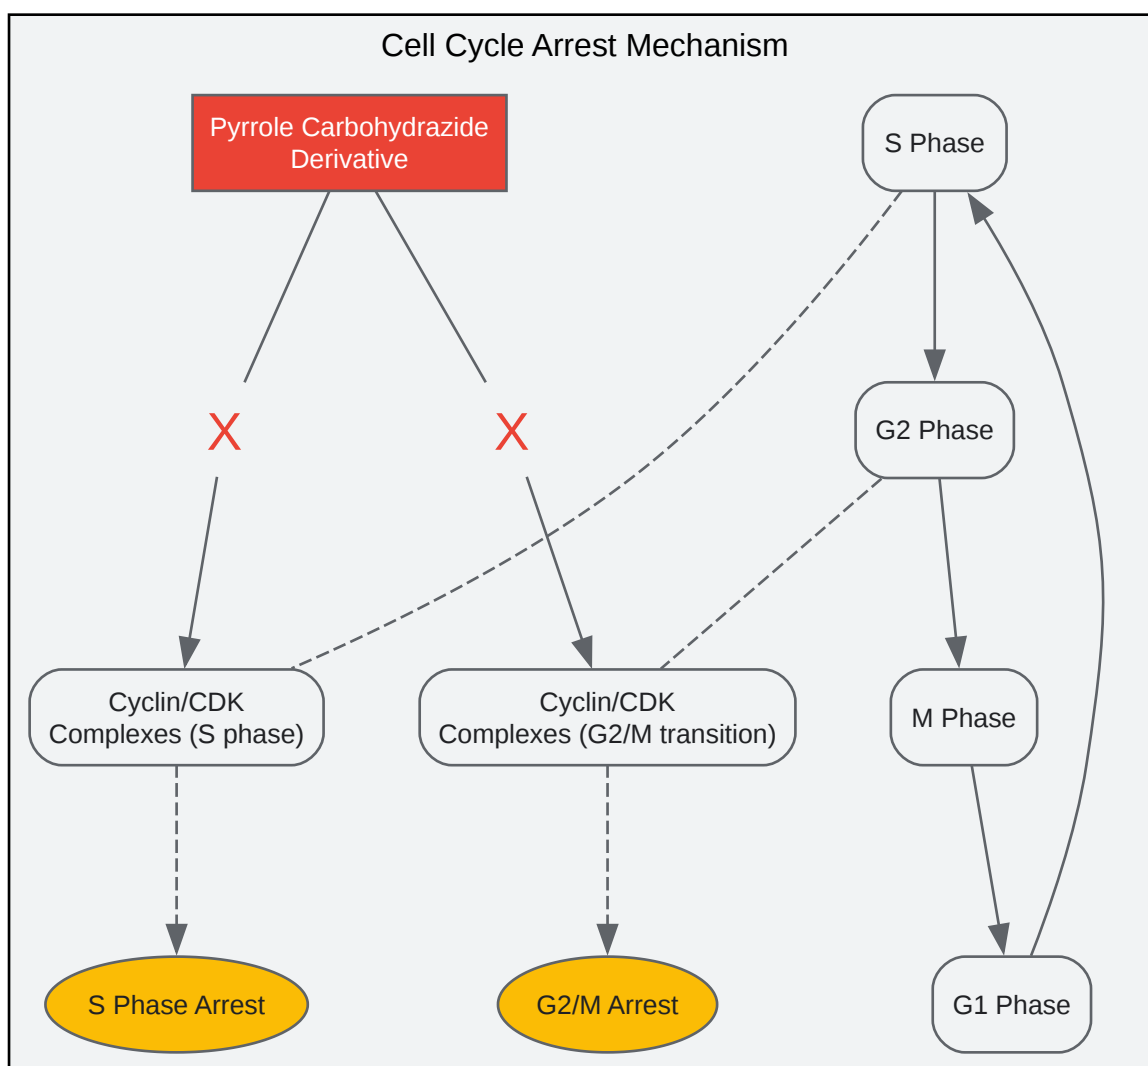 Cell Cycle Arrest Mechanism
Pyrrole Carbohydrazide
Derivative
S Phase
X
X
G2 Phase
Cyclin/CDK
Complexes (S phase)
Cyclin/CDK
Complexes (G2/M transition)
M Phase
S Phase Arrest
G2/M Arrest
G1 Phase